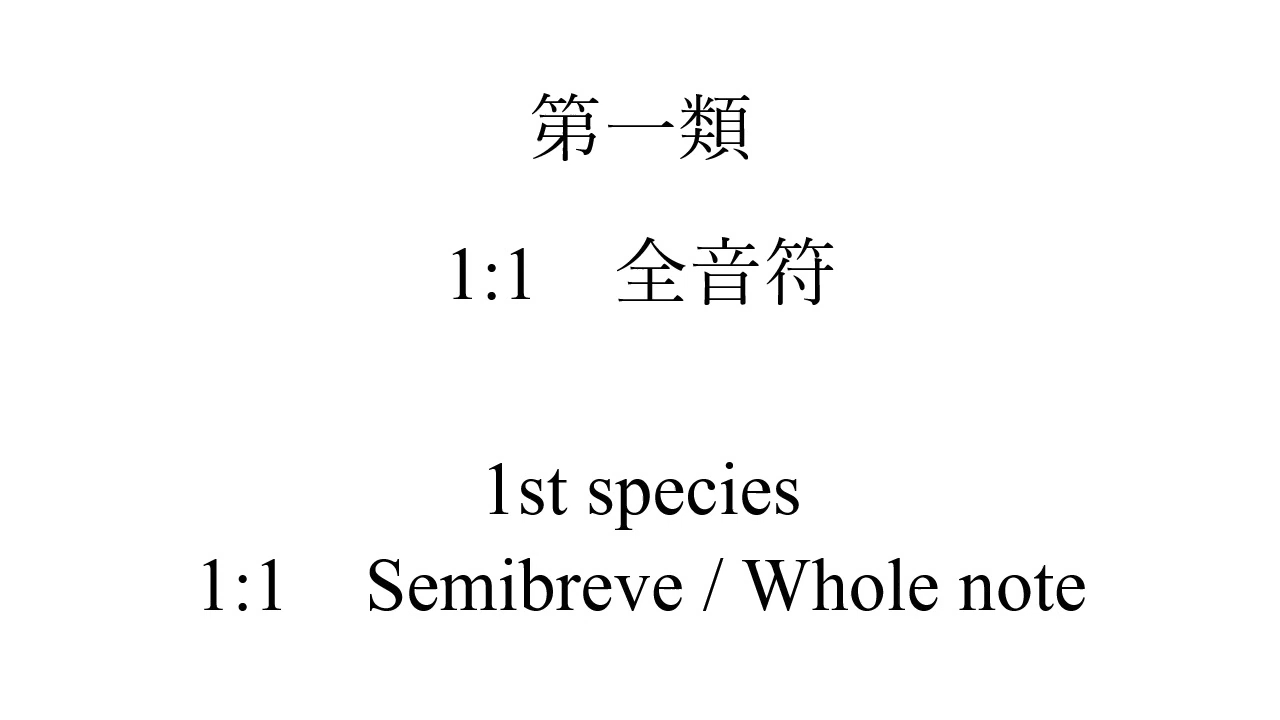 第一類
1:1　全音符
1st species
1:1　Semibreve / Whole note